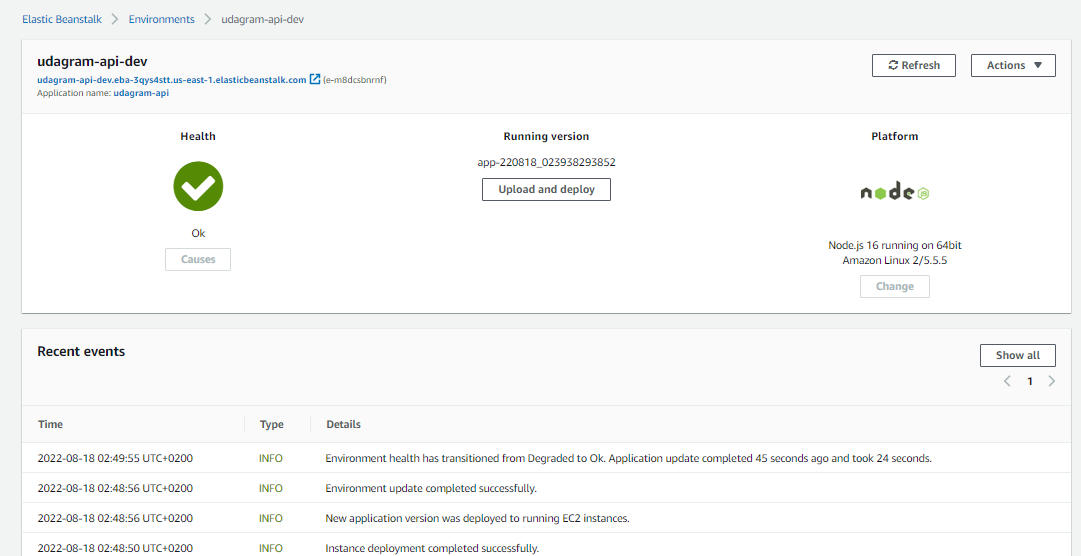 Elastic Beanstalk > Environments > udagram-api-dev
udagram-api-dev
udagram-api-dev.eba-3qys4stt.us-east-1.elasticbeanstalk.com (e-m8dcsbnrnf)
Application name: udagram-api
Refresh
Actions
Health
Running version
Platform
app-220818_023938293852
Upload and deploy
node
JS
Ok
Causes
Node.js 16 running on 64bit
Amazon Linux 2/5.5.5
Change
Recent events
Show all
< 1 >
Time Type Details
2022-08-18 02:49:55 UTC+0200 INFO Environment health has transitioned from Degraded to Ok. Application update completed 45 seconds ago and took 24 seconds.
2022-08-18 02:48:56 UTC+0200 INFO Environment update completed successfully.
2022-08-18 02:48:56 UTC+0200 INFO New application version was deployed to running EC2 instances.
2022-08-18 02:48:50 UTC+0200 INFO Instance deployment completed successfully.